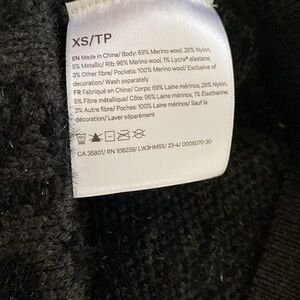 XS/TP
EN Made in China/ Body: 69% Merino wool, 26% Nylon,
5% Metallic/ Rib: 96% Merino wool, 1% Lycra® elastane,
3% Other fibre/ Pockets: 100% Merino wool/ Exclusive of
decoration/ Wash separately
FR Fabriqué en Chine/ Corps: 69% Laine mérinos, 26% Nylon,
5% Fibre métallique/ Côte: 96% Laine mérinos, 1% Élasthanne,
3% Autre fibre/ Poches: 100% Laine mérinos/ Sauf la
décoration/ Laver séparément
CA 35801/ RN 106259/ LW3HMSS/ 23-4/ 0005070-30